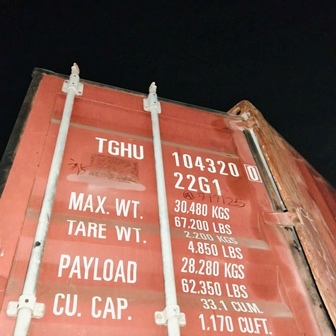 TGHU 104320 0
22G1
MAX. WT. 30.480 KGS
67.200 LBS
TARE WT. 2.200 KGS
4.850 LBS
PAYLOAD 28.280 KGS
62.350 LBS
CU. CAP. 33.1 CU.M.
1.170 CU.FT.